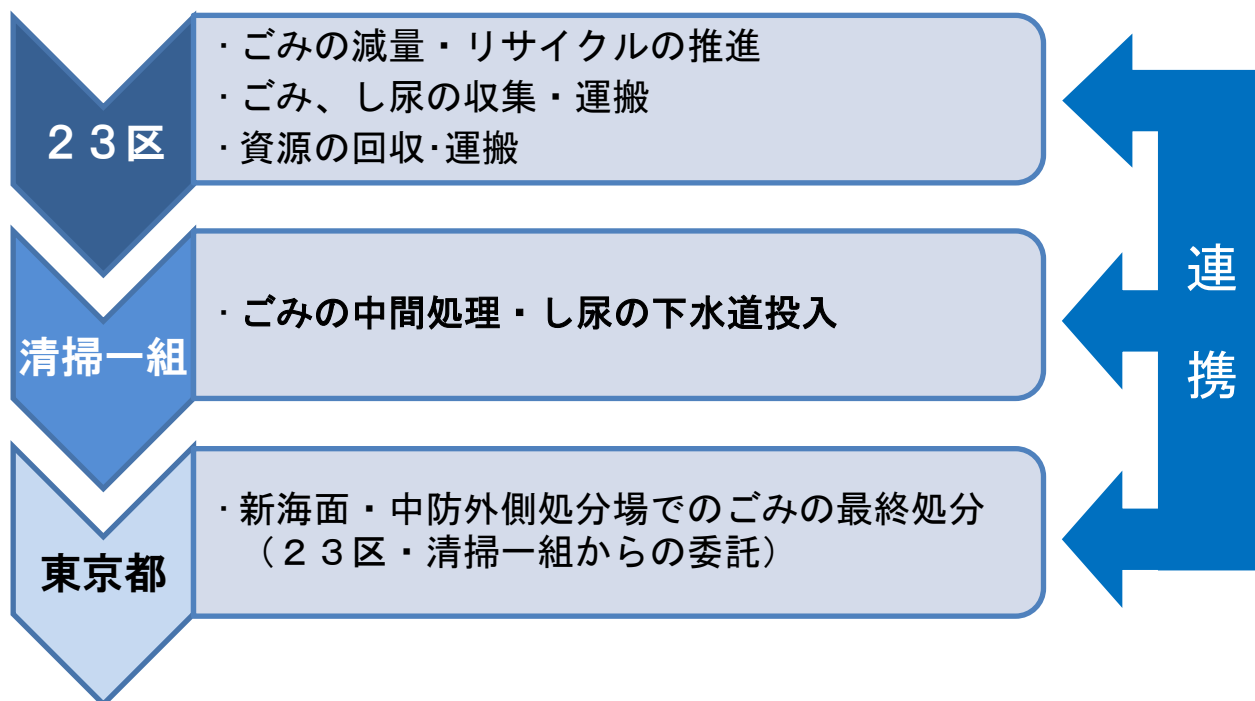 ２３区
・ごみの減量・リサイクルの推進
・ごみ、し尿の収集・運搬
・資源の回収・運搬
清掃一組
・ごみの中間処理・し尿の下水道投入
東京都
・新海面・中防外側処分場でのごみの最終処分
（２３区・清掃一組からの委託）
連携